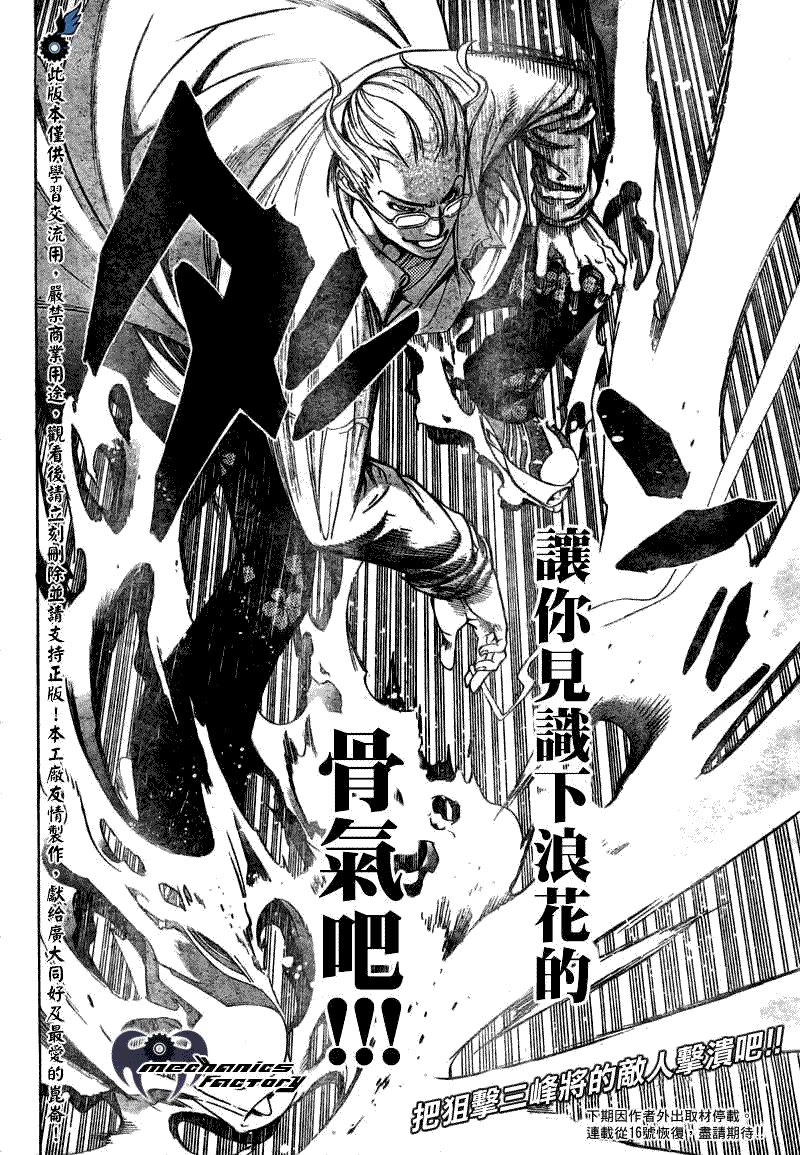 讓你見識下浪花的
骨氣吧!!!
此版本僅供學習交流用，嚴禁商業用途，觀看後請立刻刪除並請支持正版！本工廠友情製作，獻給廣大同好及最愛的崑崙！
mechanics
factory
把狙擊三峰將的敵人擊潰吧!!
下期因作者外出取材停載。
連載從16號恢復，盡請期待!!